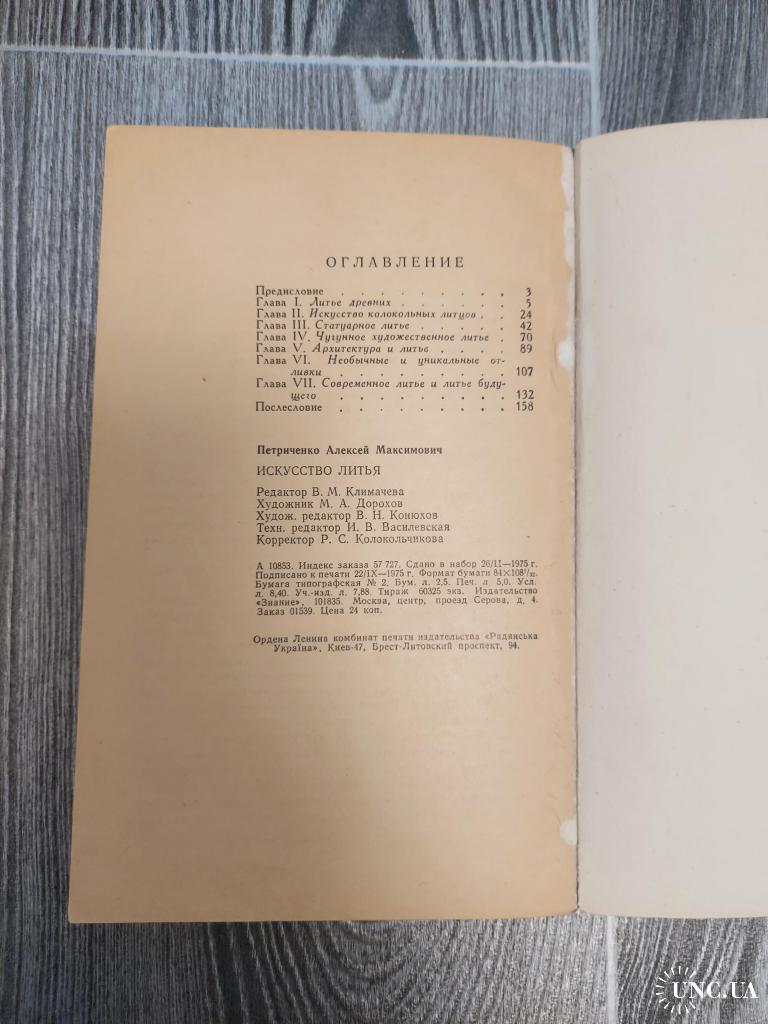 ОГЛАВЛЕНИЕ
Предисловие . . . . . . . . . . 3
Глава I. Литье древних . . . . . . 5
Глава II. Искусство колокольных литцов . . 24
Глава III. Статуарное литье . . . . . 42
Глава IV. Чугунное художественное литье . 70
Глава V. Архитектура и литье . . . . 89
Глава VI. Необычные и уникальные от-
ливки . . . . . . . . . 107
Глава VII. Современное литье и литье буду-
щего . . . . . . . . . 132
Послесловие . . . . . . . . . 158
Петриченко Алексей Максимович
ИСКУССТВО ЛИТЬЯ
Редактор В. М. Климачева
Художник М. А. Дорохов
Худож. редактор В. Н. Конюхов
Техн. редактор И. В. Василевская
Корректор Р. С. Колокольчикова
А 10853. Индекс заказа 57 727. Сдано в набор 26/II—1975 г.
Подписано к печати 22/IX—1975 г. Формат бумаги 84×108¹/₃₂.
Бумага типографская № 2. Бум. л. 2,5. Печ. л. 5,0. Усл.
л. 8,40. Уч.-изд. л. 7,88. Тираж 60325 экз. Издательство
«Знание», 101835. Москва, центр, проезд Серова, д. 4.
Заказ 01539. Цена 24 коп.
Ордена Ленина комбинат печати издательства «Радянська
Україна», Киев-47, Брест-Литовский проспект, 94.
UNC.UA